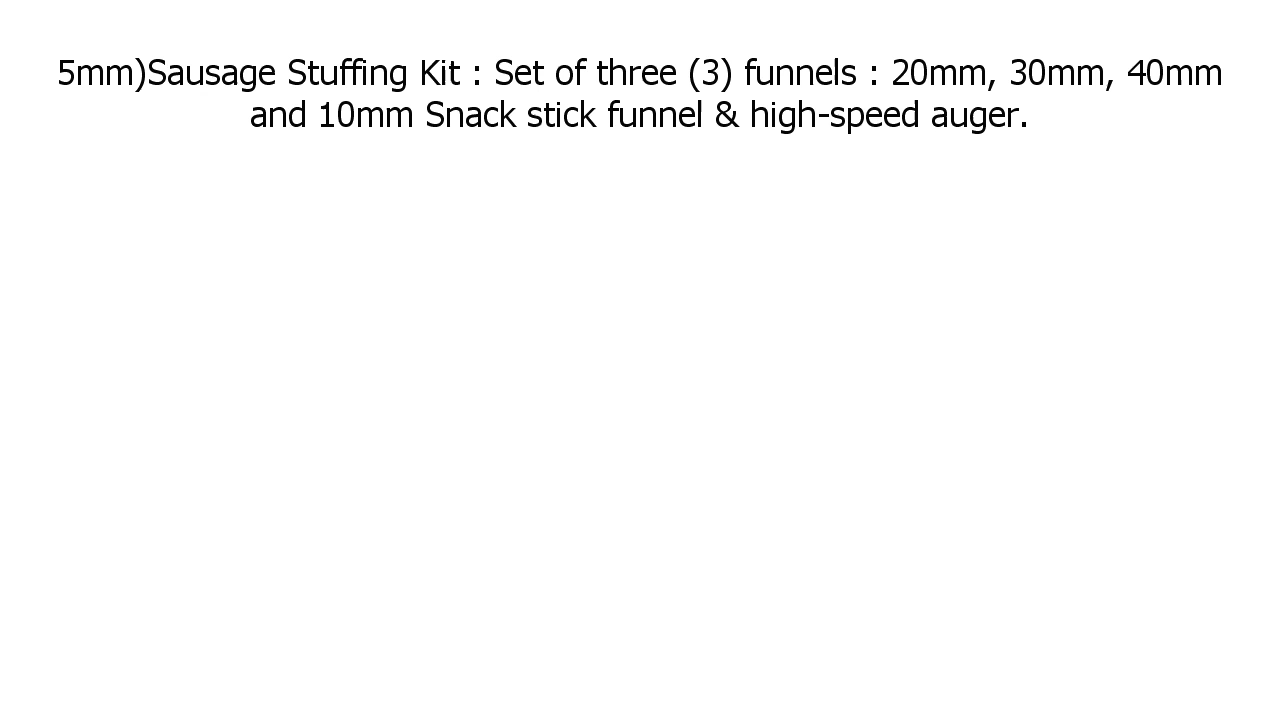 5mm)Sausage Stuffing Kit : Set of three (3) funnels : 20mm, 30mm, 40mm
and 10mm Snack stick funnel & high-speed auger.